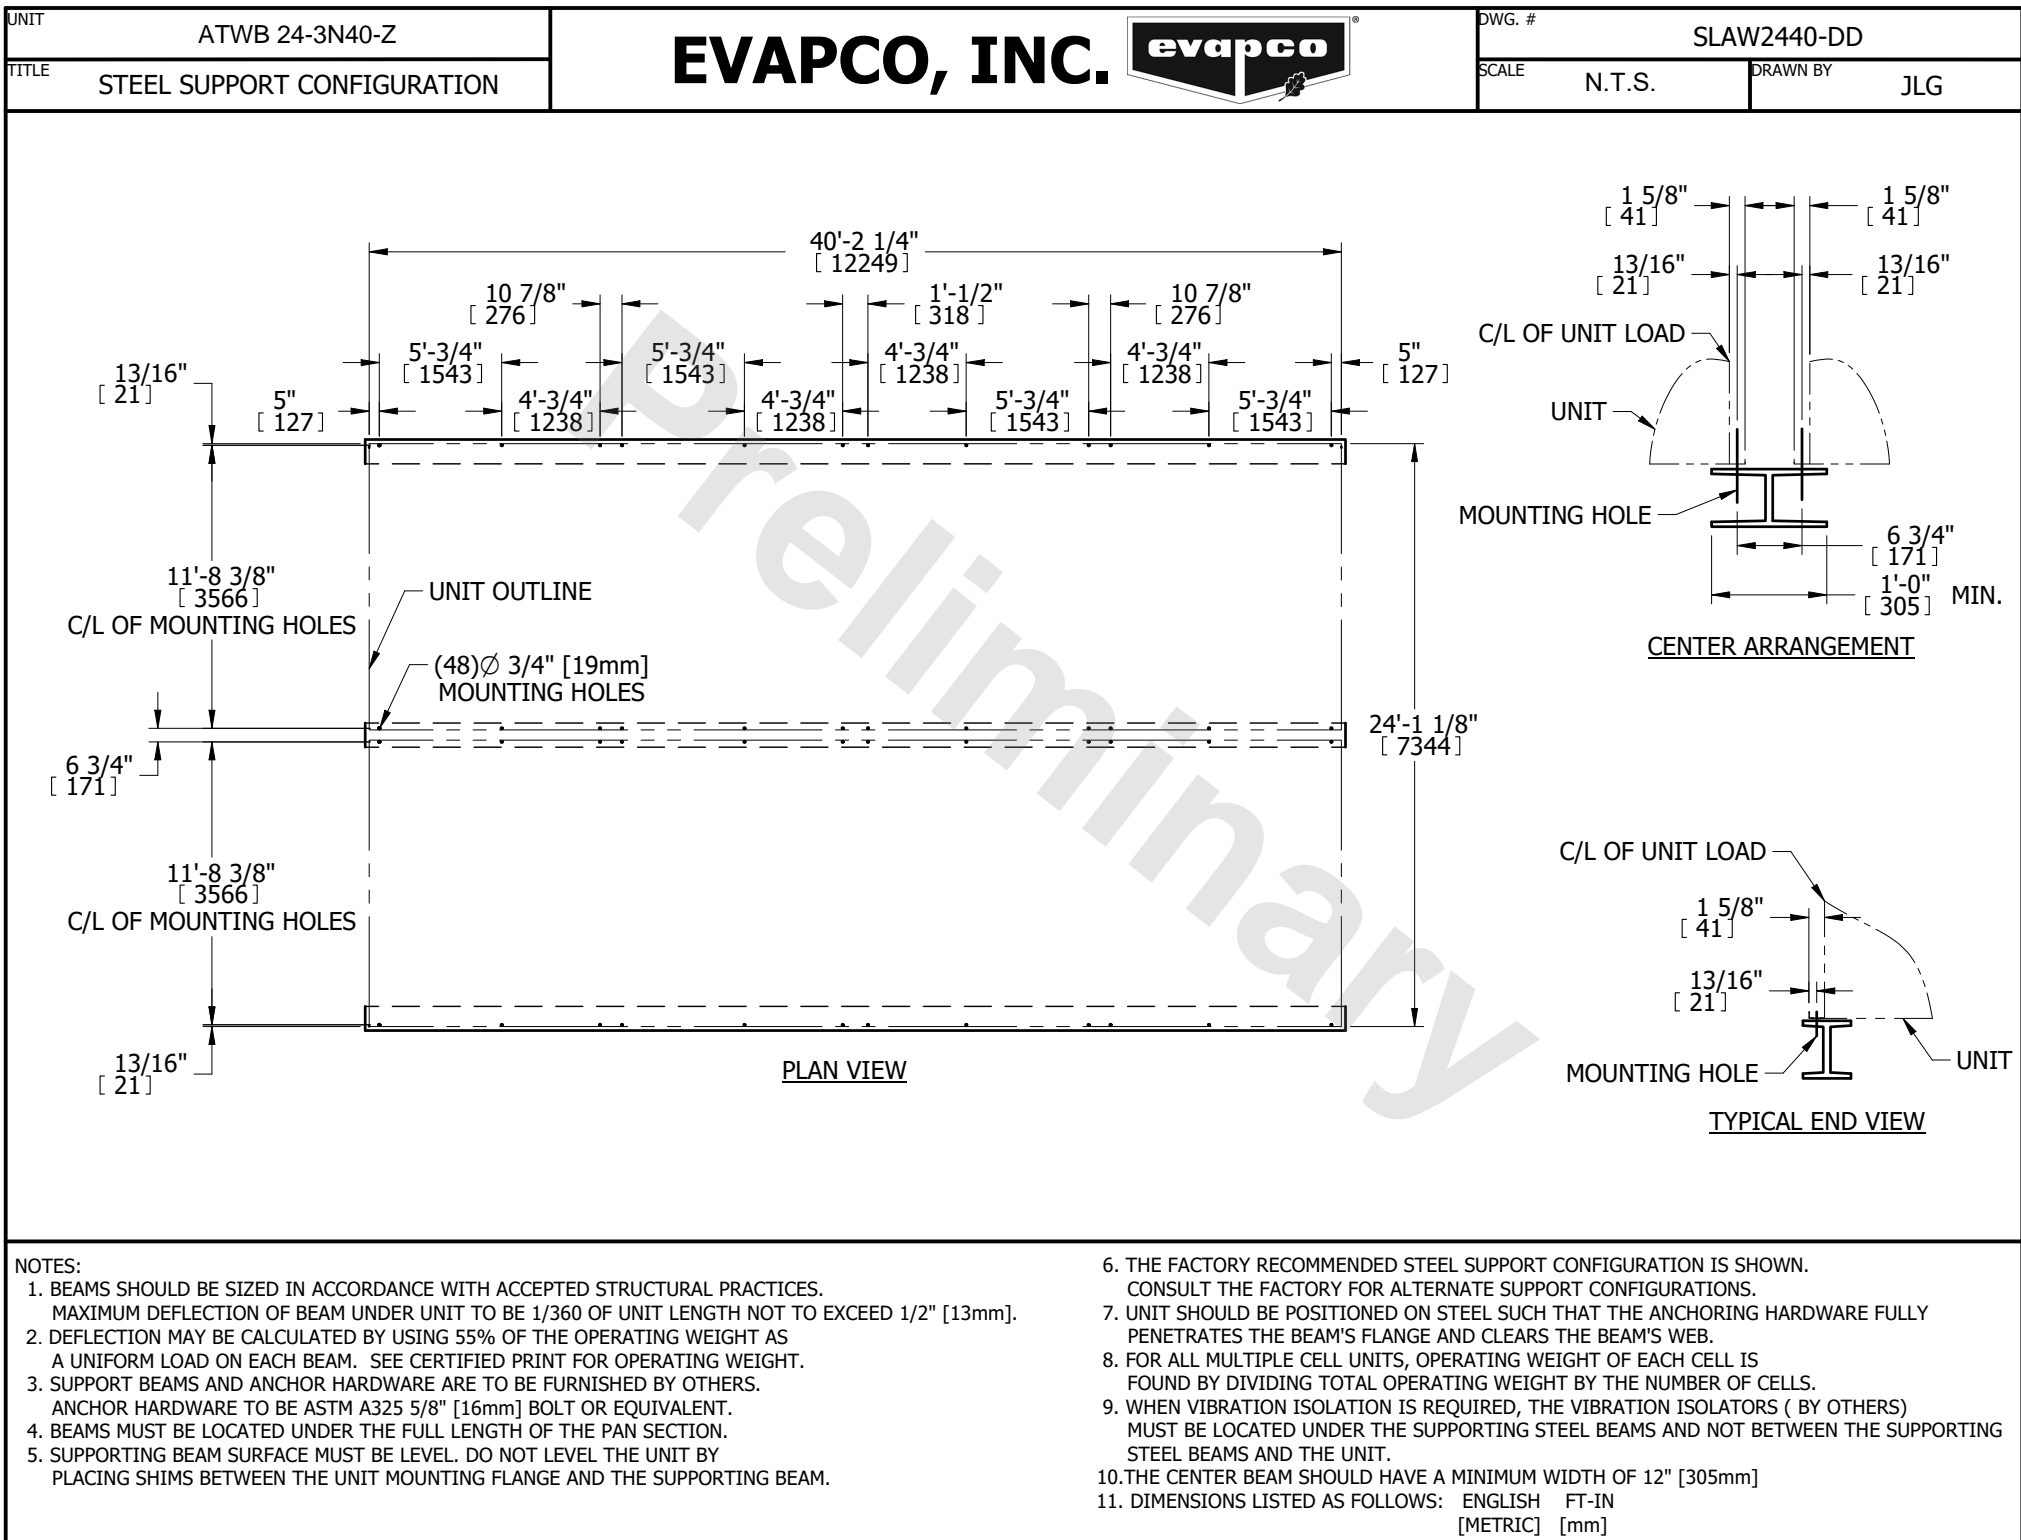 UNIT
ATWB 24-3N40-Z
TITLE
STEEL SUPPORT CONFIGURATION
EVAPCO, INC.
evapco
®
DWG. #
SLAW2440-DD
SCALE
N.T.S.
DRAWN BY
JLG
40'-2 1/4"
[ 12249]
10 7/8"
[ 276]
1'-1/2"
[ 318 ]
10 7/8"
[ 276]
5'-3/4"
[ 1543]
5'-3/4"
[ 1543]
4'-3/4"
[ 1238]
4'-3/4"
[ 1238]
5"
[ 127]
13/16"
[ 21]
5"
[ 127]
4'-3/4"
[ 1238]
4'-3/4"
[ 1238]
5'-3/4"
[ 1543]
5'-3/4"
[ 1543]
11'-8 3/8"
[ 3566]
C/L OF MOUNTING HOLES
UNIT OUTLINE
(48)Ø 3/4" [19mm]
MOUNTING HOLES
6 3/4"
[ 171]
24'-1 1/8"
[ 7344]
11'-8 3/8"
[ 3566]
C/L OF MOUNTING HOLES
13/16"
[ 21]
PLAN VIEW
Preliminary
1 5/8"
[ 41]
1 5/8"
[ 41]
13/16"
[ 21]
13/16"
[ 21]
C/L OF UNIT LOAD
UNIT
MOUNTING HOLE
6 3/4"
[ 171]
1'-0"
[ 305]
MIN.
CENTER ARRANGEMENT
C/L OF UNIT LOAD
1 5/8"
[ 41]
13/16"
[ 21]
MOUNTING HOLE
UNIT
TYPICAL END VIEW
NOTES:
1. BEAMS SHOULD BE SIZED IN ACCORDANCE WITH ACCEPTED STRUCTURAL PRACTICES.
MAXIMUM DEFLECTION OF BEAM UNDER UNIT TO BE 1/360 OF UNIT LENGTH NOT TO EXCEED 1/2" [13mm].
2. DEFLECTION MAY BE CALCULATED BY USING 55% OF THE OPERATING WEIGHT AS
A UNIFORM LOAD ON EACH BEAM. SEE CERTIFIED PRINT FOR OPERATING WEIGHT.
3. SUPPORT BEAMS AND ANCHOR HARDWARE ARE TO BE FURNISHED BY OTHERS.
ANCHOR HARDWARE TO BE ASTM A325 5/8" [16mm] BOLT OR EQUIVALENT.
4. BEAMS MUST BE LOCATED UNDER THE FULL LENGTH OF THE PAN SECTION.
5. SUPPORTING BEAM SURFACE MUST BE LEVEL. DO NOT LEVEL THE UNIT BY
PLACING SHIMS BETWEEN THE UNIT MOUNTING FLANGE AND THE SUPPORTING BEAM.
6. THE FACTORY RECOMMENDED STEEL SUPPORT CONFIGURATION IS SHOWN.
CONSULT THE FACTORY FOR ALTERNATE SUPPORT CONFIGURATIONS.
7. UNIT SHOULD BE POSITIONED ON STEEL SUCH THAT THE ANCHORING HARDWARE FULLY
PENETRATES THE BEAM'S FLANGE AND CLEARS THE BEAM'S WEB.
8. FOR ALL MULTIPLE CELL UNITS, OPERATING WEIGHT OF EACH CELL IS
FOUND BY DIVIDING TOTAL OPERATING WEIGHT BY THE NUMBER OF CELLS.
9. WHEN VIBRATION ISOLATION IS REQUIRED, THE VIBRATION ISOLATORS ( BY OTHERS)
MUST BE LOCATED UNDER THE SUPPORTING STEEL BEAMS AND NOT BETWEEN THE SUPPORTING
STEEL BEAMS AND THE UNIT.
10.THE CENTER BEAM SHOULD HAVE A MINIMUM WIDTH OF 12" [305mm]
11. DIMENSIONS LISTED AS FOLLOWS: ENGLISH FT-IN
[METRIC] [mm]